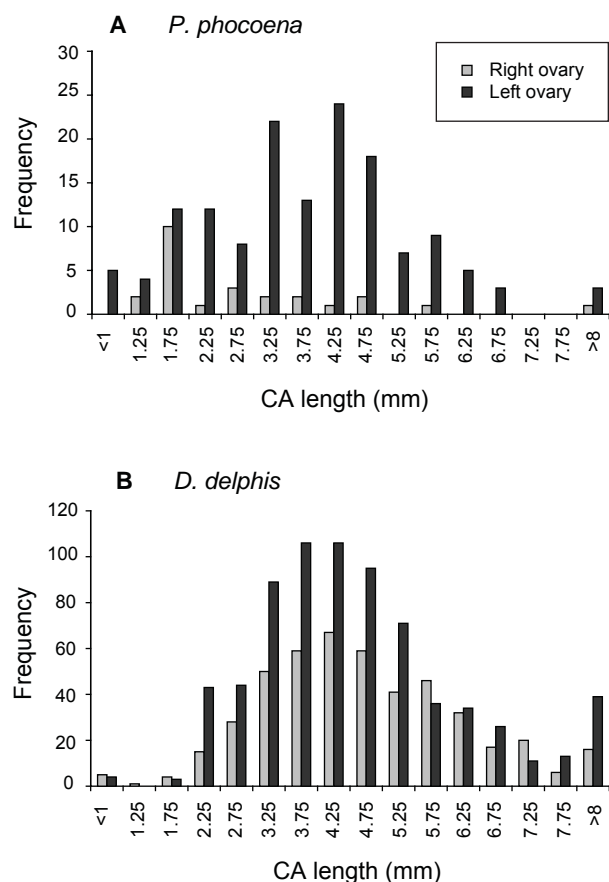 A P. phocoena
Right ovary
Left ovary
Frequency
30
25
20
15
10
5
0
<1 1.25 1.75 2.25 2.75 3.25 3.75 4.25 4.75 5.25 5.75 6.25 6.75 7.25 7.75 >8
CA length (mm)
B D. delphis
Frequency
120
100
80
60
40
20
0
<1 1.25 1.75 2.25 2.75 3.25 3.75 4.25 4.75 5.25 5.75 6.25 6.75 7.25 7.75 >8
CA length (mm)